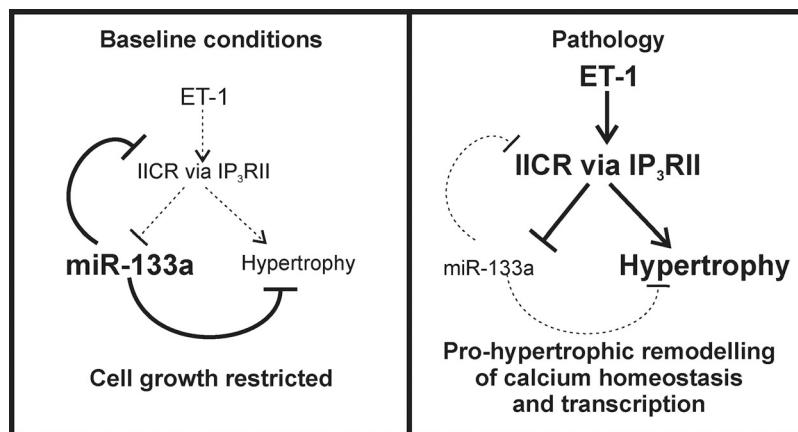 Baseline conditions
ET-1
IICR via IP₃RII
miR-133a
Hypertrophy
Cell growth restricted
Pathology
ET-1
IICR via IP₃RII
miR-133a
Hypertrophy
Pro-hypertrophic remodelling
of calcium homeostasis
and transcription